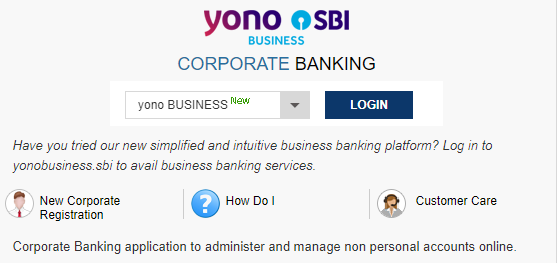 yono SBI
BUSINESS
CORPORATE BANKING
yono BUSINESS New
LOGIN
Have you tried our new simplified and intuitive business banking platform? Log in to
yonobusiness.sbi to avail business banking services.
New Corporate
Registration
How Do I
Customer Care
Corporate Banking application to administer and manage non personal accounts online.